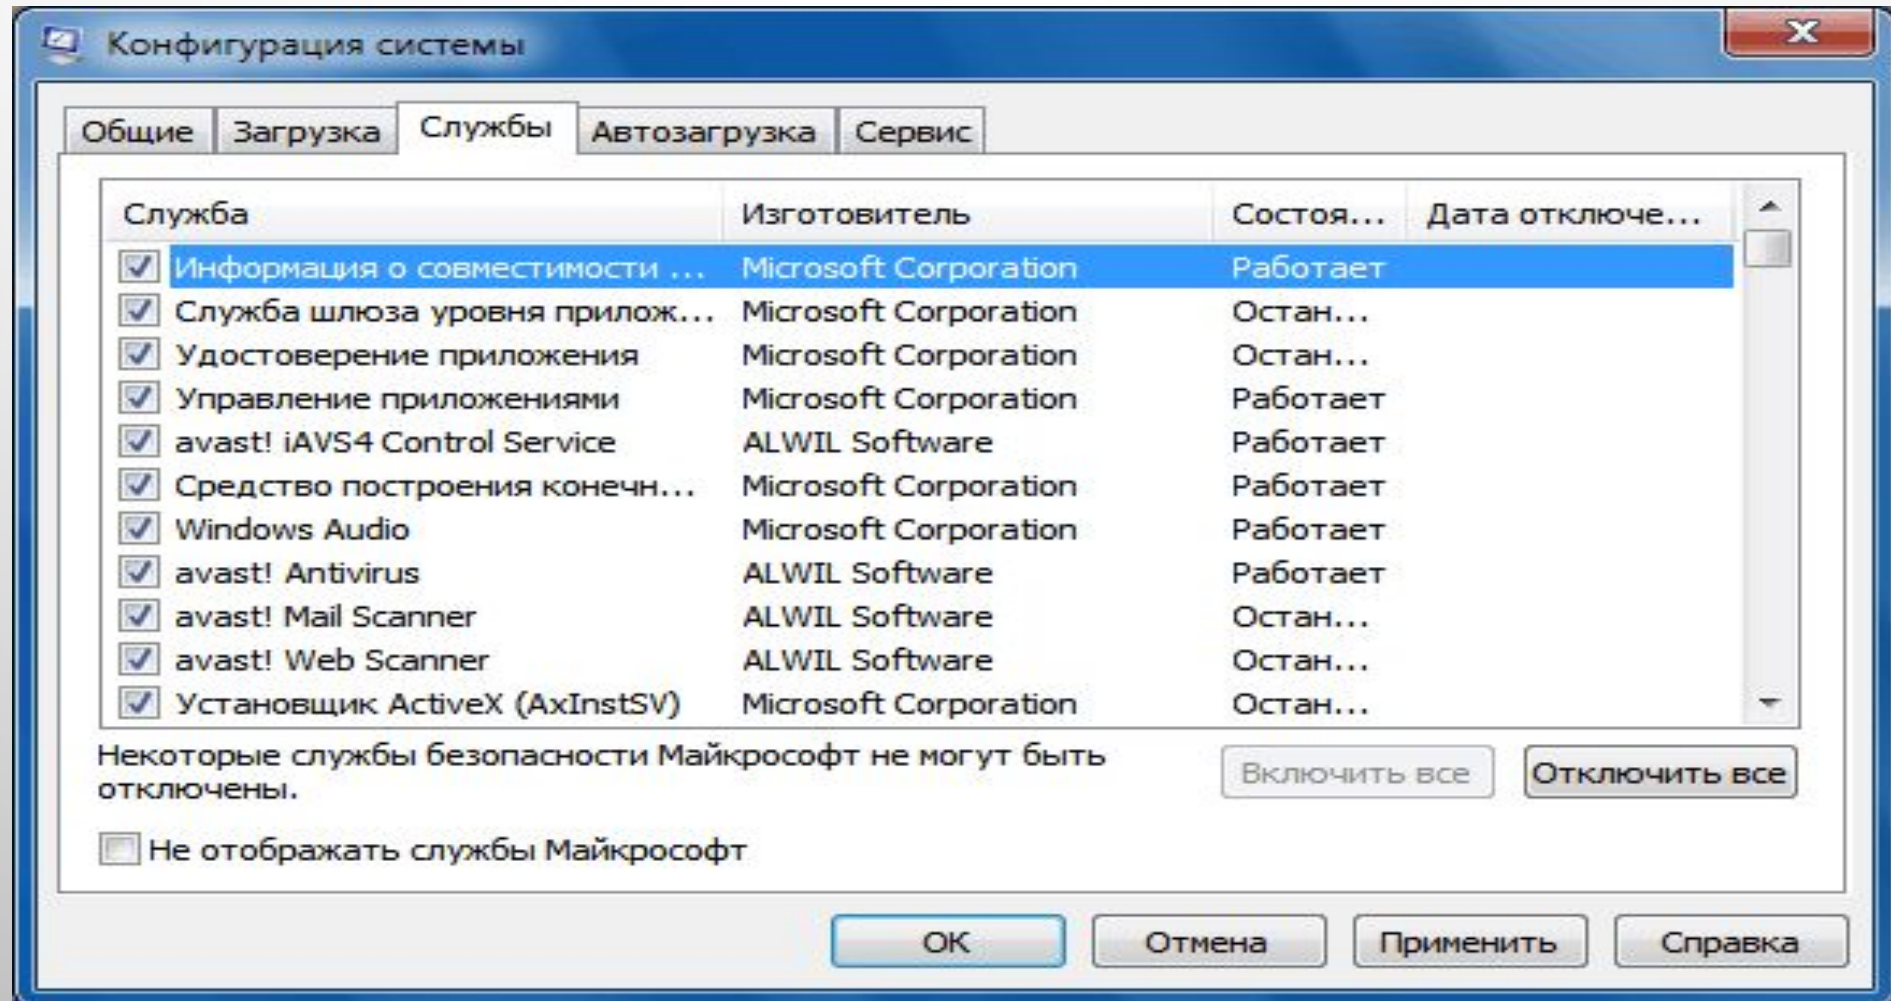 Конфигурация системы
Общие Загрузка Службы Автозагрузка Сервис
Служба Изготовитель Состоя... Дата отключе...
Информация о совместимости ... Microsoft Corporation Работает
Служба шлюза уровня прилож... Microsoft Corporation Остан...
Удостоверение приложения Microsoft Corporation Остан...
Управление приложениями Microsoft Corporation Работает
avast! iAVS4 Control Service ALWIL Software Работает
Средство построения конечн... Microsoft Corporation Работает
Windows Audio Microsoft Corporation Работает
avast! Antivirus ALWIL Software Работает
avast! Mail Scanner ALWIL Software Остан...
avast! Web Scanner ALWIL Software Остан...
Установщик ActiveX (AxInstSV) Microsoft Corporation Остан...
Некоторые службы безопасности Майкрософт не могут быть
отключены.
Включить все Отключить все
Не отображать службы Майкрософт
ОК Отмена Применить Справка